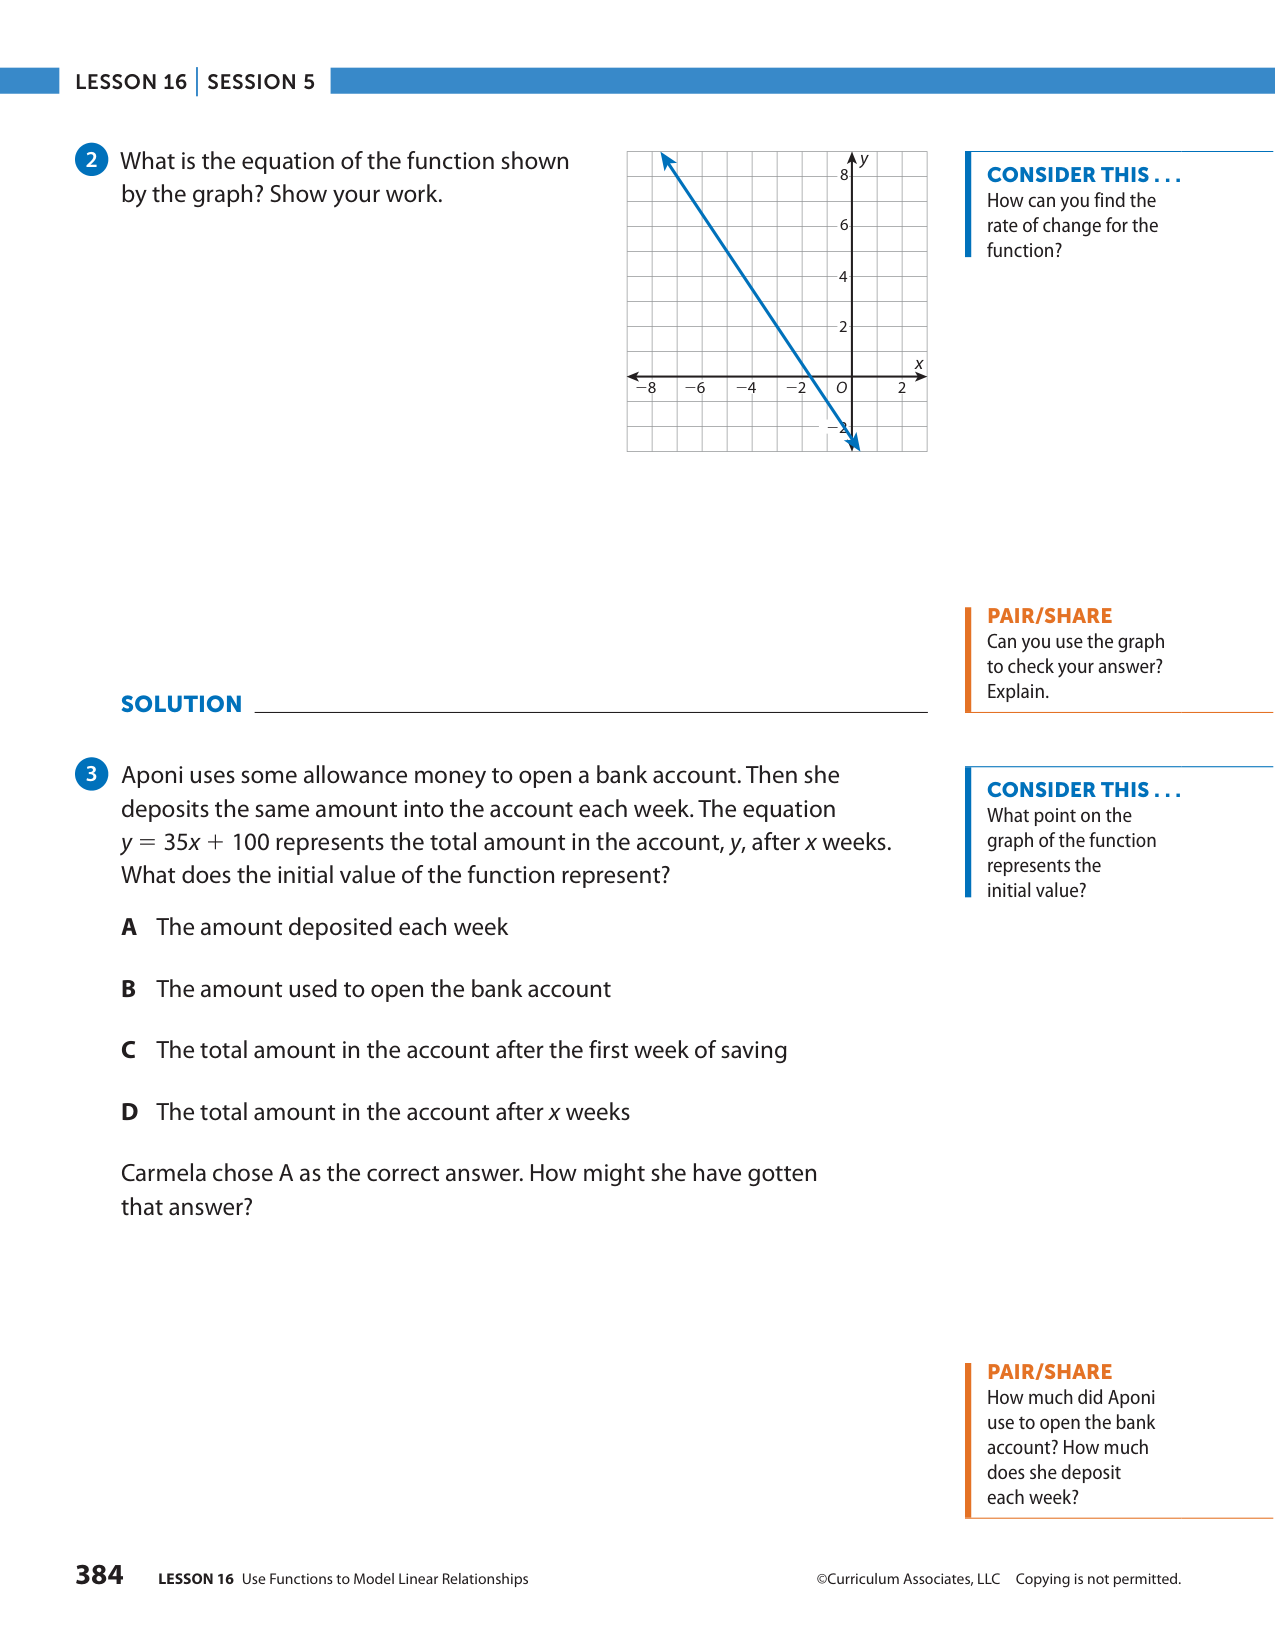 LESSON 16 | SESSION 5
2 What is the equation of the function shown
by the graph? Show your work.
y
8
6
4
2
x
−8 −6 −4 −2 O 2
−2
CONSIDER THIS . . .
How can you find the
rate of change for the
function?
PAIR/SHARE
Can you use the graph
to check your answer?
Explain.
SOLUTION
3 Aponi uses some allowance money to open a bank account. Then she
deposits the same amount into the account each week. The equation
y = 35x + 100 represents the total amount in the account, y, after x weeks.
What does the initial value of the function represent?
A The amount deposited each week
B The amount used to open the bank account
C The total amount in the account after the first week of saving
D The total amount in the account after x weeks
Carmela chose A as the correct answer. How might she have gotten
that answer?
CONSIDER THIS . . .
What point on the
graph of the function
represents the
initial value?
PAIR/SHARE
How much did Aponi
use to open the bank
account? How much
does she deposit
each week?
384 LESSON 16 Use Functions to Model Linear Relationships
©Curriculum Associates, LLC Copying is not permitted.